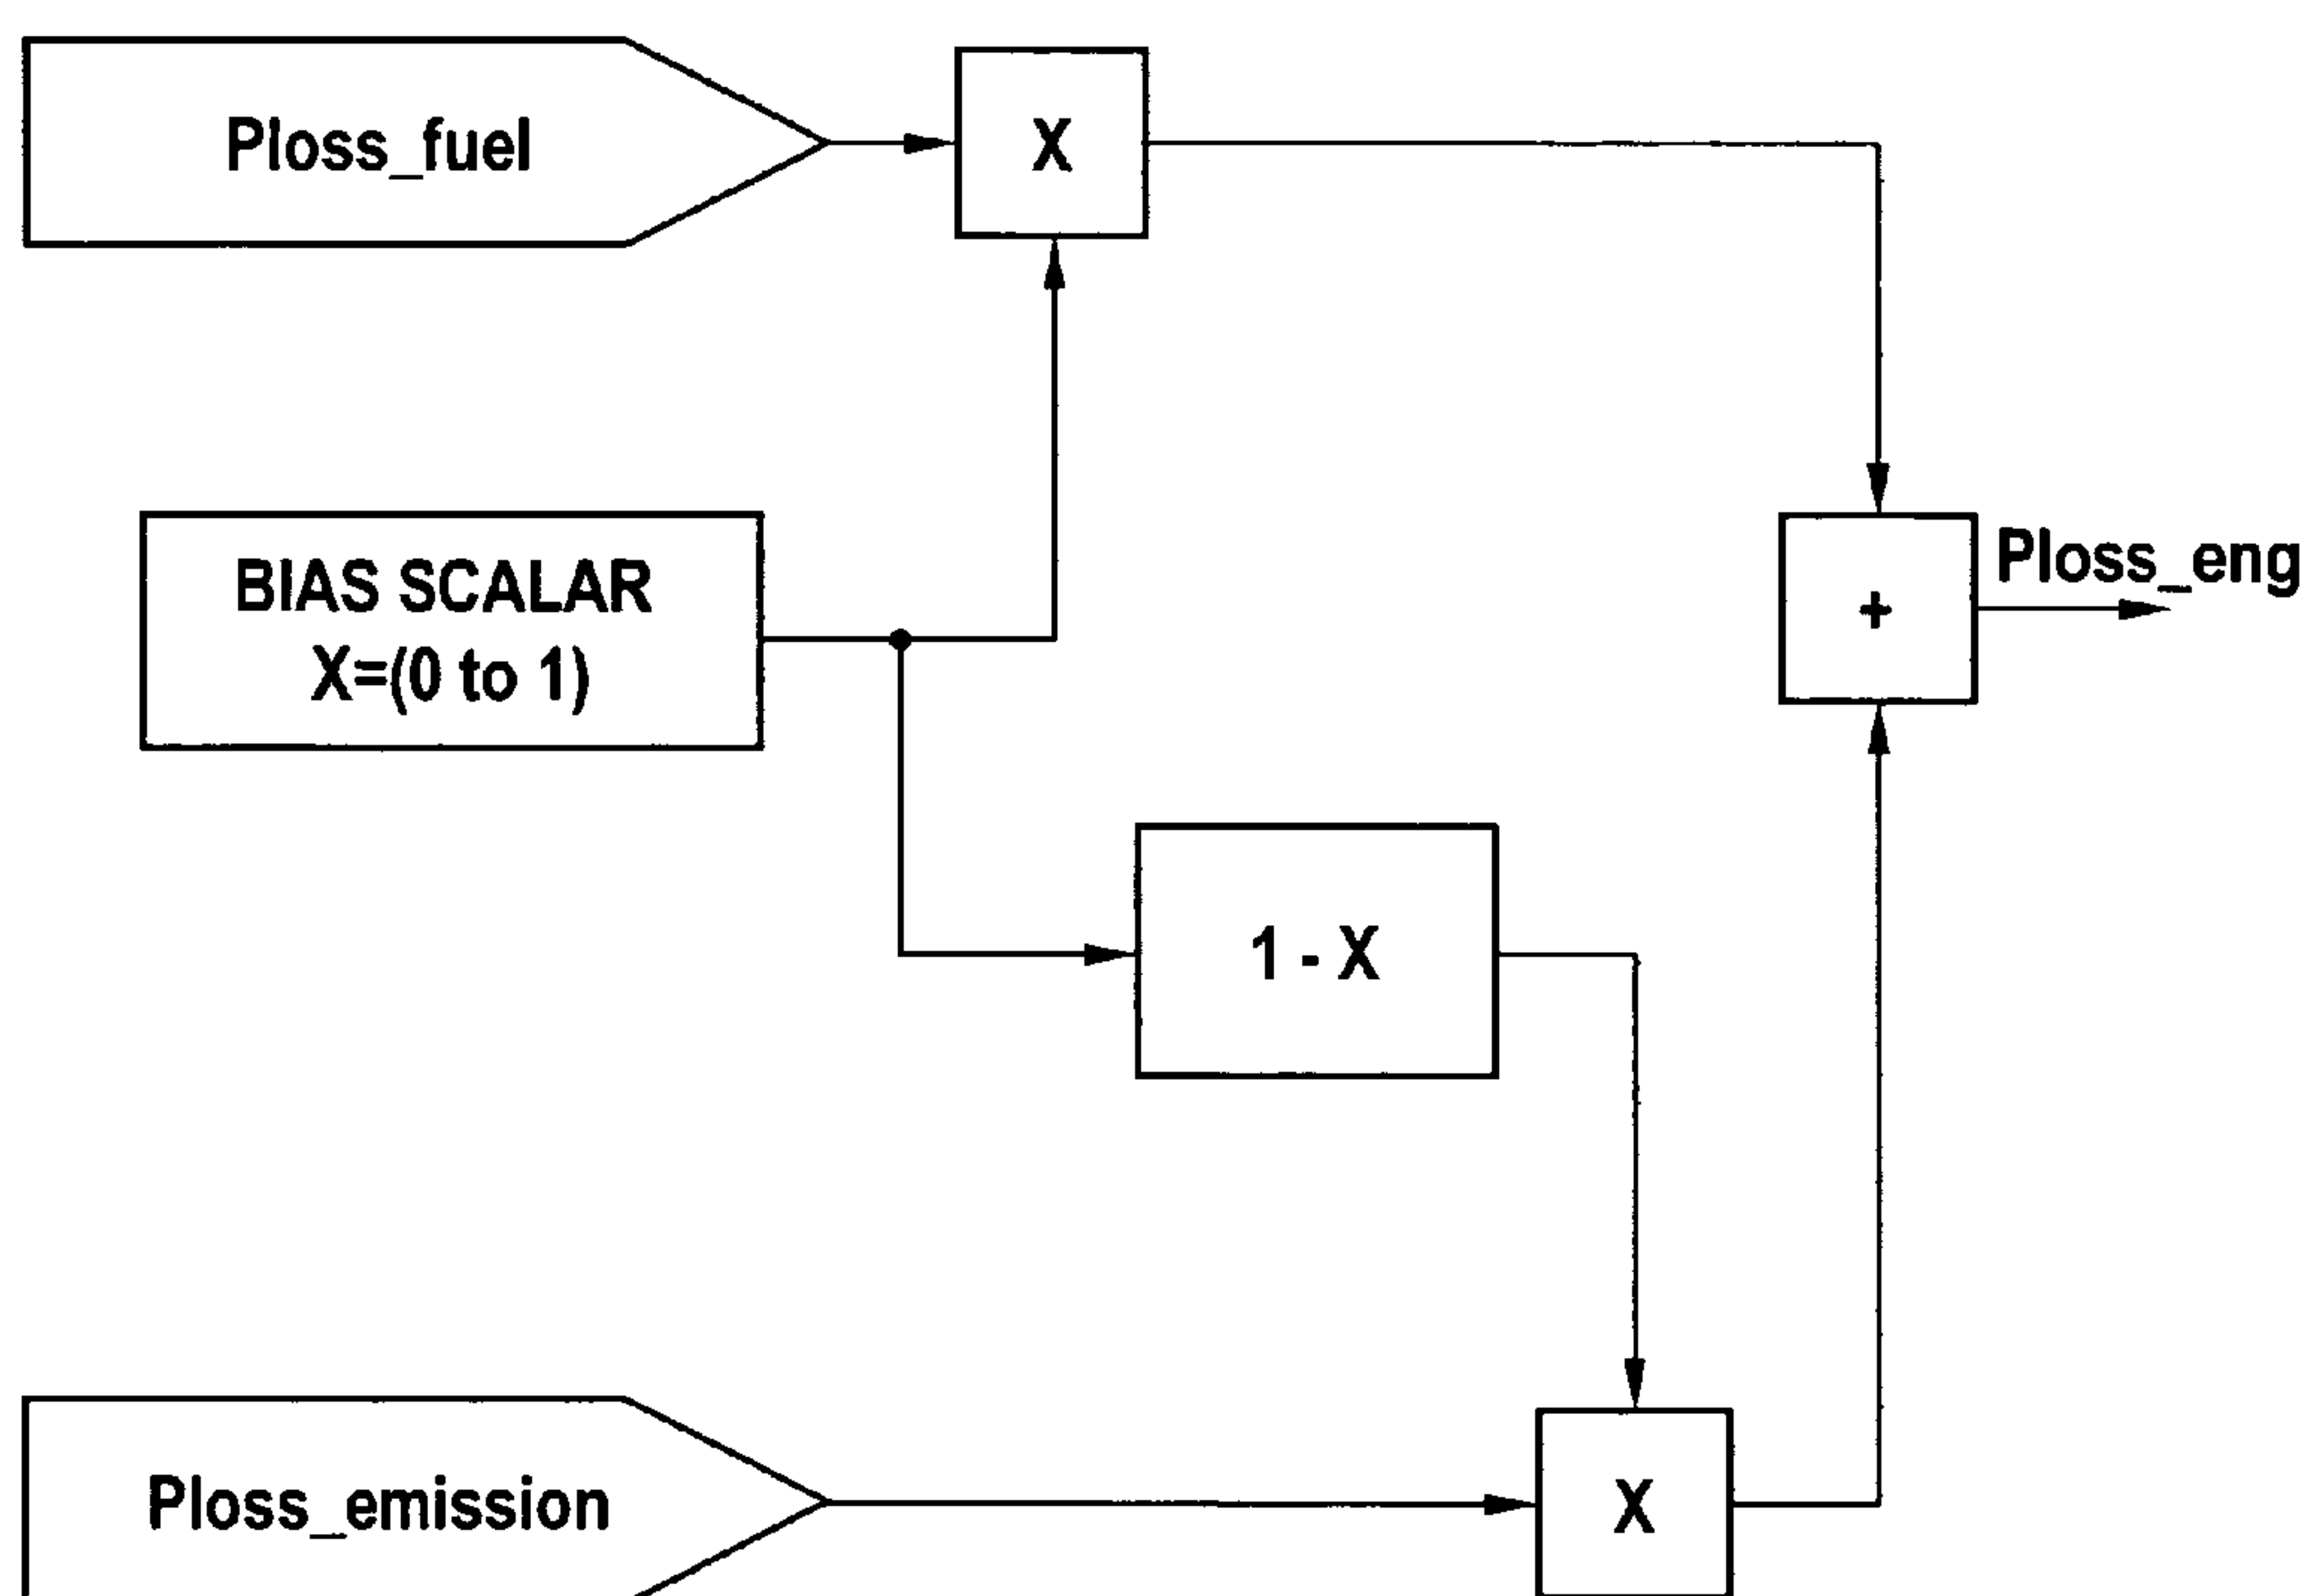 Ploss_fuel
X
BIAS SCALAR
X=(0 to 1)
Ploss_eng
+
1 - X
Ploss_emission
X